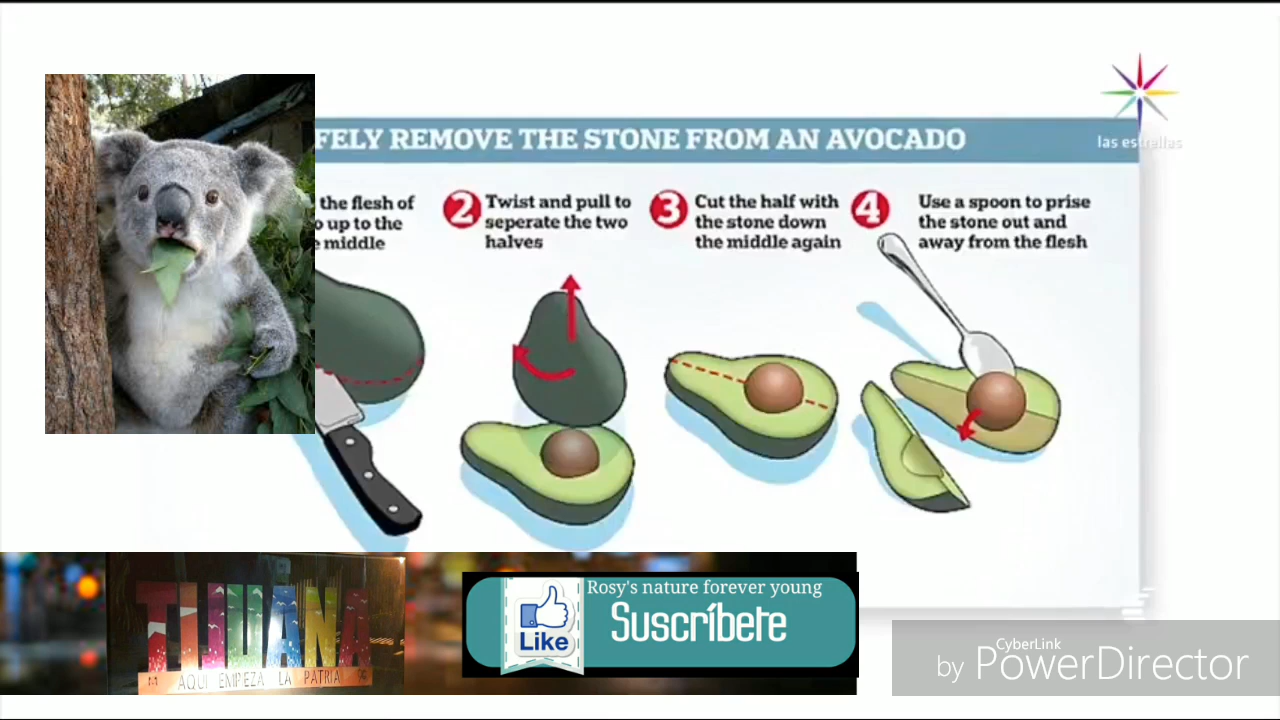 FELY REMOVE THE STONE FROM AN AVOCADO
las estrellas
the flesh of
o up to the
e middle
2
Twist and pull to
seperate the two
halves
3
Cut the half with
the stone down
the middle again
4
Use a spoon to prise
the stone out and
away from the flesh
TIJUANA
AQUI EMPIEZA LA PATRIA
Rosy's nature forever young
Suscríbete
Like
CyberLink
by PowerDirector